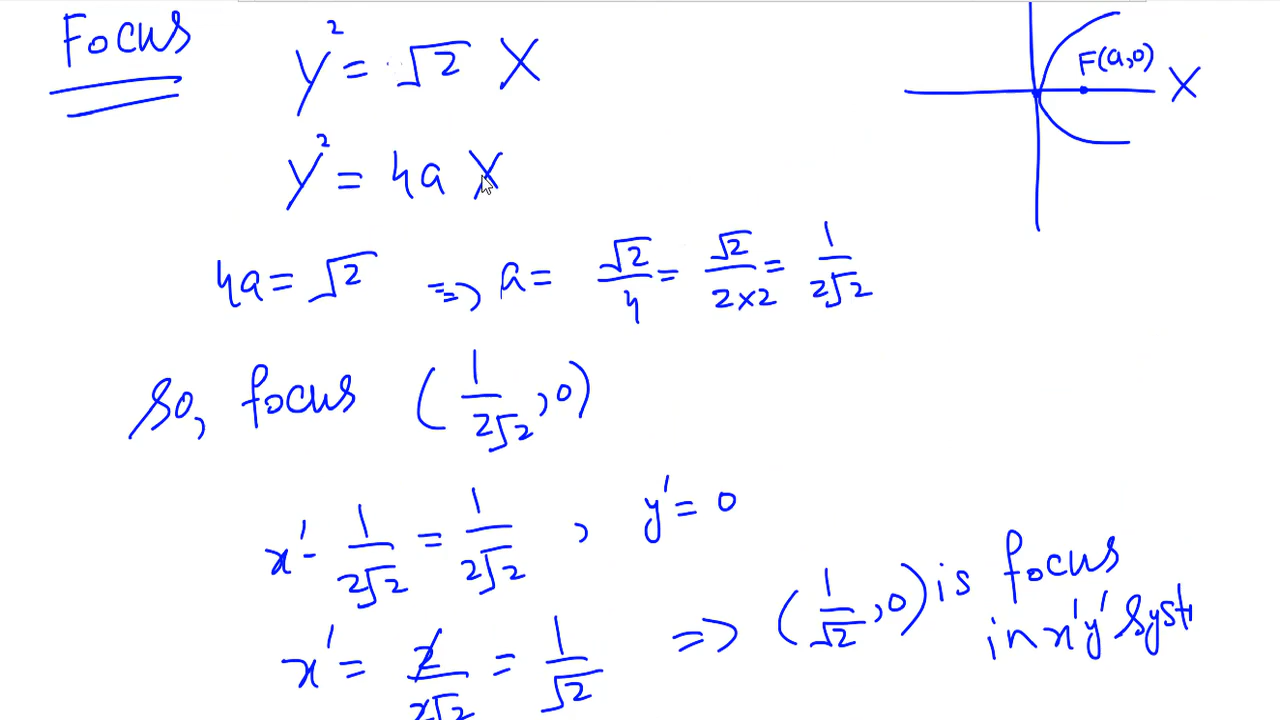 Focus
Y² = √2 X
F(a,0)
X
Y² = 4a X
4a = √2 ⇒ a = √2/4 = √2/2×2 = 1/2√2
So, focus (1/2√2, 0)
x' - 1/2√2 = 1/2√2 , y' = 0
x' = 2/2√2 = 1/√2 ⇒ (1/√2, 0) is focus
in x'y' syst